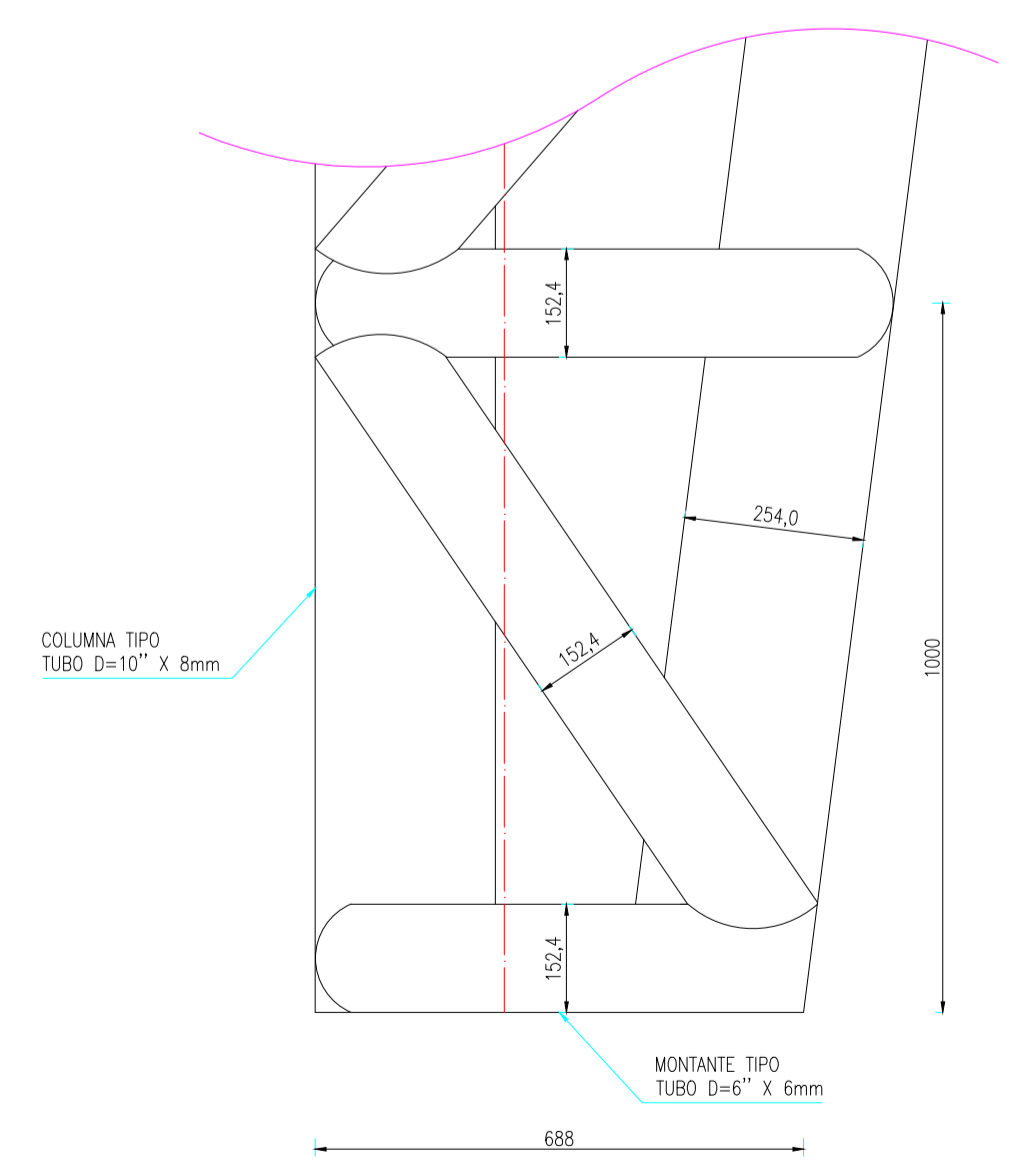 152,4
254,0
COLUMNA TIPO
TUBO D=10'' X 8mm
152,4
1000
152,4
MONTANTE TIPO
TUBO D=6'' X 6mm
688